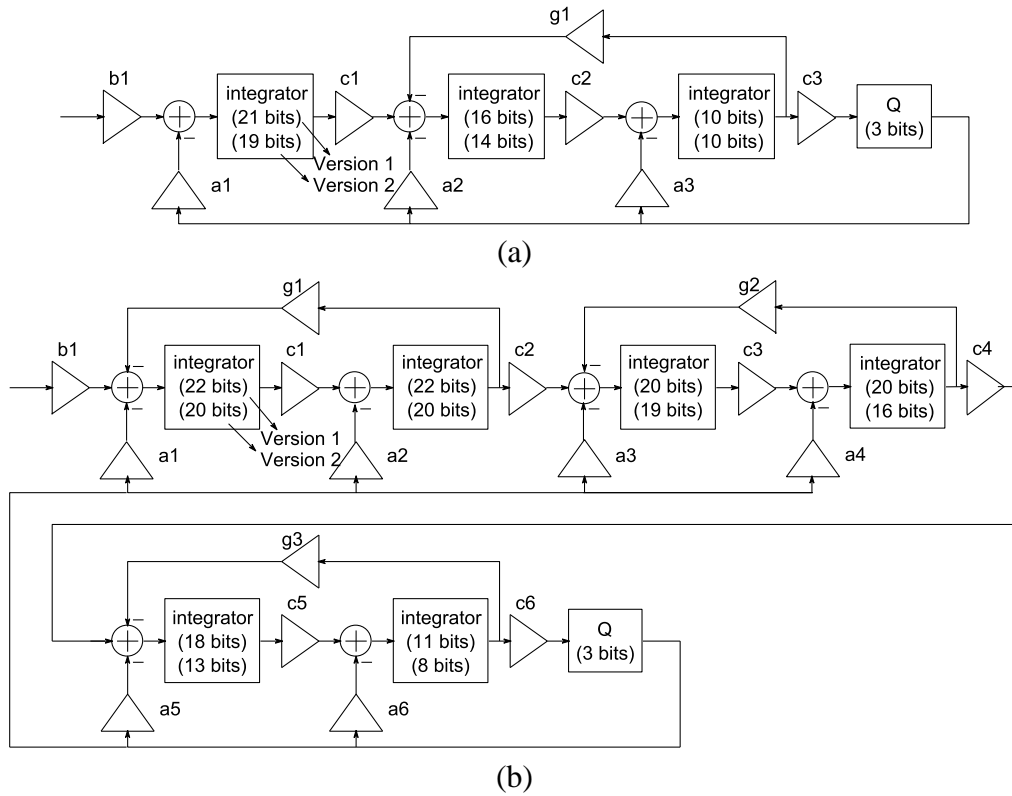 g1
b1
integrator
(21 bits)
(19 bits)
c1
integrator
(16 bits)
(14 bits)
c2
integrator
(10 bits)
(10 bits)
c3
Q
(3 bits)
Version 1
Version 2
a1
a2
a3
(a)
g1
g2
b1
integrator
(22 bits)
(20 bits)
c1
integrator
(22 bits)
(20 bits)
c2
integrator
(20 bits)
(19 bits)
c3
integrator
(20 bits)
(16 bits)
c4
Version 1
Version 2
a1
a2
a3
a4
g3
integrator
(18 bits)
(13 bits)
c5
integrator
(11 bits)
(8 bits)
c6
Q
(3 bits)
a5
a6
(b)